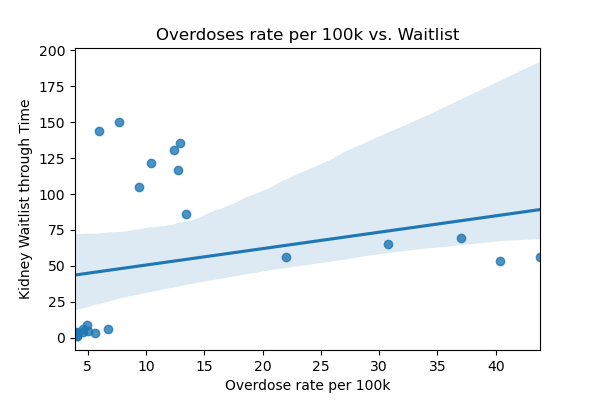 Overdoses rate per 100k vs. Waitlist
200
175
150
125
100
75
50
25
0
Kidney Waitlist through Time
5 10 15 20 25 30 35 40
Overdose rate per 100k